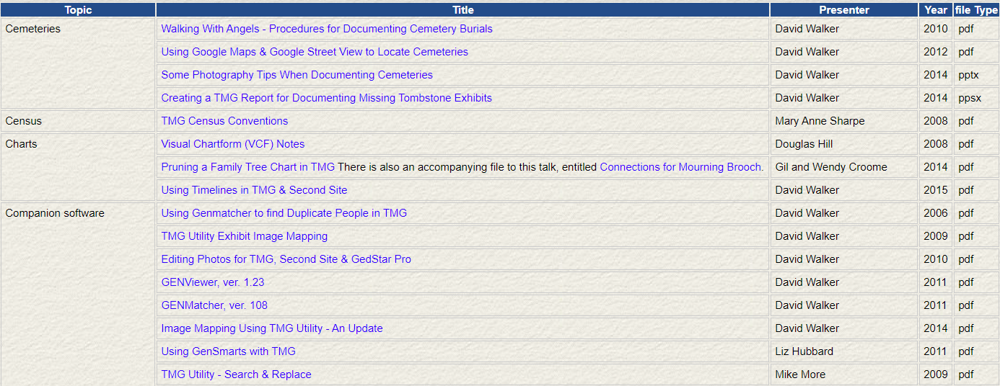 Topic Title Presenter Year file Type
Cemeteries Walking With Angels - Procedures for Documenting Cemetery Burials David Walker 2010 pdf
Using Google Maps & Google Street View to Locate Cemeteries David Walker 2012 pdf
Some Photography Tips When Documenting Cemeteries David Walker 2014 pptx
Creating a TMG Report for Documenting Missing Tombstone Exhibits David Walker 2014 ppsx
Census TMG Census Conventions Mary Anne Sharpe 2008 pdf
Charts Visual Chartform (VCF) Notes Douglas Hill 2008 pdf
Pruning a Family Tree Chart in TMG There is also an accompanying file to this talk, entitled Connections for Mourning Brooch. Gil and Wendy Croome 2014 pdf
Using Timelines in TMG & Second Site David Walker 2015 pdf
Companion software Using Genmatcher to find Duplicate People in TMG David Walker 2006 pdf
TMG Utility Exhibit Image Mapping David Walker 2009 pdf
Editing Photos for TMG, Second Site & GedStar Pro David Walker 2010 pdf
GENViewer, ver. 1.23 David Walker 2011 pdf
GENMatcher, ver. 108 David Walker 2011 pdf
Image Mapping Using TMG Utility - An Update David Walker 2014 pdf
Using GenSmarts with TMG Liz Hubbard 2011 pdf
TMG Utility - Search & Replace Mike More 2009 pdf